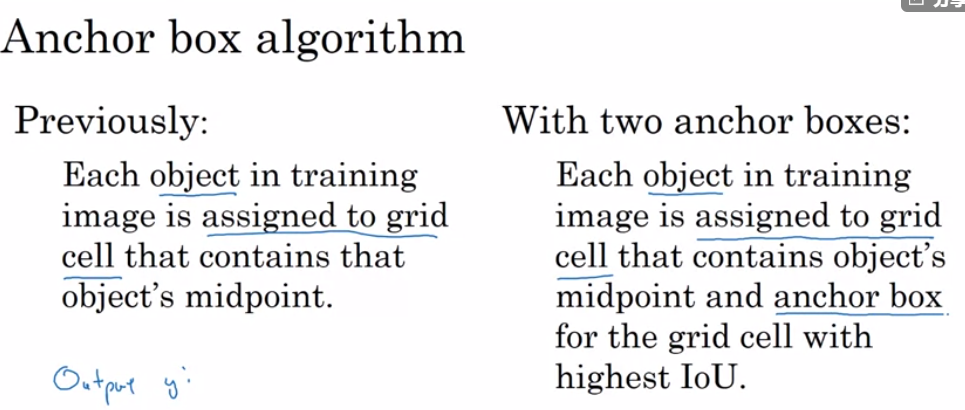 分享
Anchor box algorithm
Previously:
Each object in training
image is assigned to grid
cell that contains that
object's midpoint.
Output y:
With two anchor boxes:
Each object in training
image is assigned to grid
cell that contains object's
midpoint and anchor box
for the grid cell with
highest IoU.